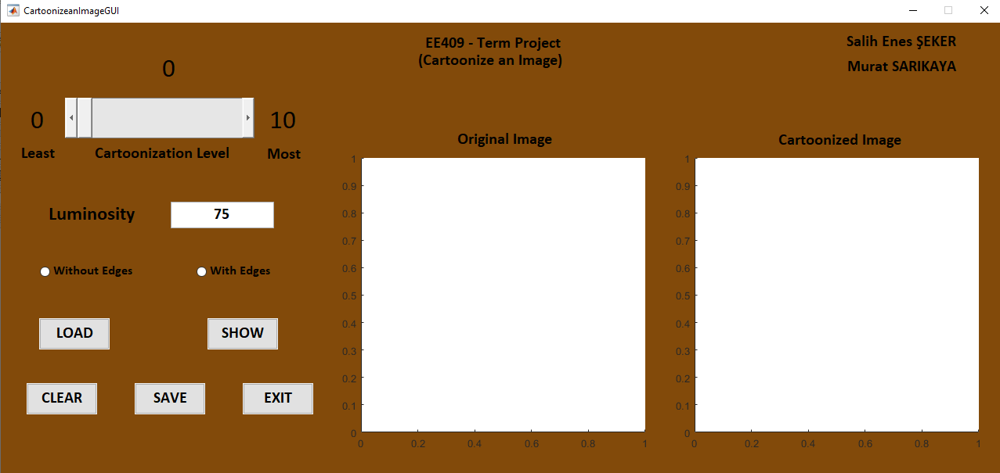 CartoonizeanImageGUI
EE409 - Term Project
(Cartoonize an Image)
Salih Enes ŞEKER
Murat SARIKAYA
0
0
10
Least
Cartoonization Level
Most
Luminosity
75
Without Edges
With Edges
LOAD
SHOW
CLEAR
SAVE
EXIT
Original Image
1
0.9
0.8
0.7
0.6
0.5
0.4
0.3
0.2
0.1
0
0 0.2 0.4 0.6 0.8 1
Cartoonized Image
1
0.9
0.8
0.7
0.6
0.5
0.4
0.3
0.2
0.1
0
0 0.2 0.4 0.6 0.8 1